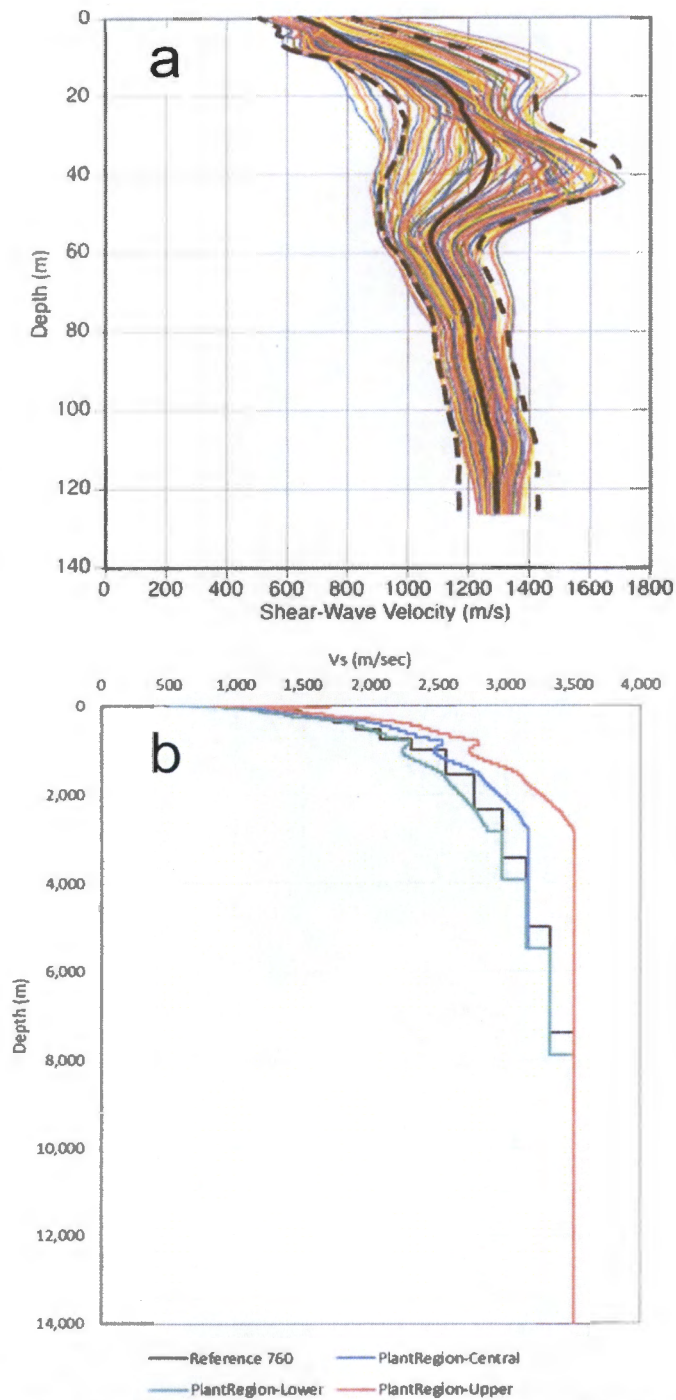 a
0
20
40
60
80
100
120
140
Depth (m)
0 200 400 600 800 1000 1200 1400 1600 1800
Shear-Wave Velocity (m/s)
Vs (m/sec)
0 500 1,000 1,500 2,000 2,500 3,000 3,500 4,000
b
0
2,000
4,000
6,000
8,000
10,000
12,000
14,000
Depth (m)
Reference 760 PlantRegion-Central
PlantRegion-Lower PlantRegion-Upper